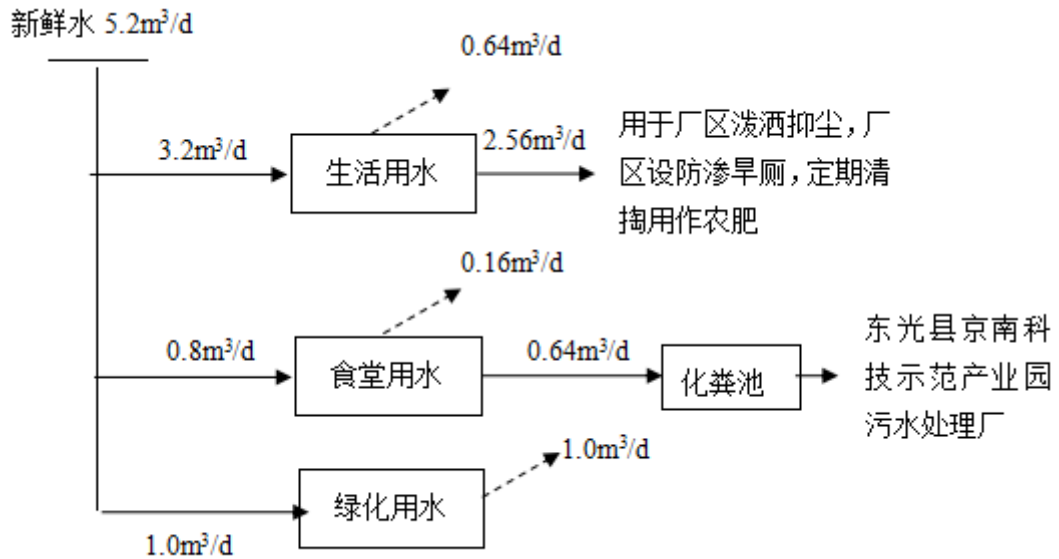 新鲜水 5.2m³/d
0.64m³/d
3.2m³/d
生活用水
2.56m³/d
用于厂区泼洒抑尘，厂
区设防渗旱厕，定期清
掏用作农肥
0.16m³/d
0.8m³/d
食堂用水
0.64m³/d
化粪池
东光县京南科
技示范产业园
污水处理厂
1.0m³/d
绿化用水
1.0m³/d